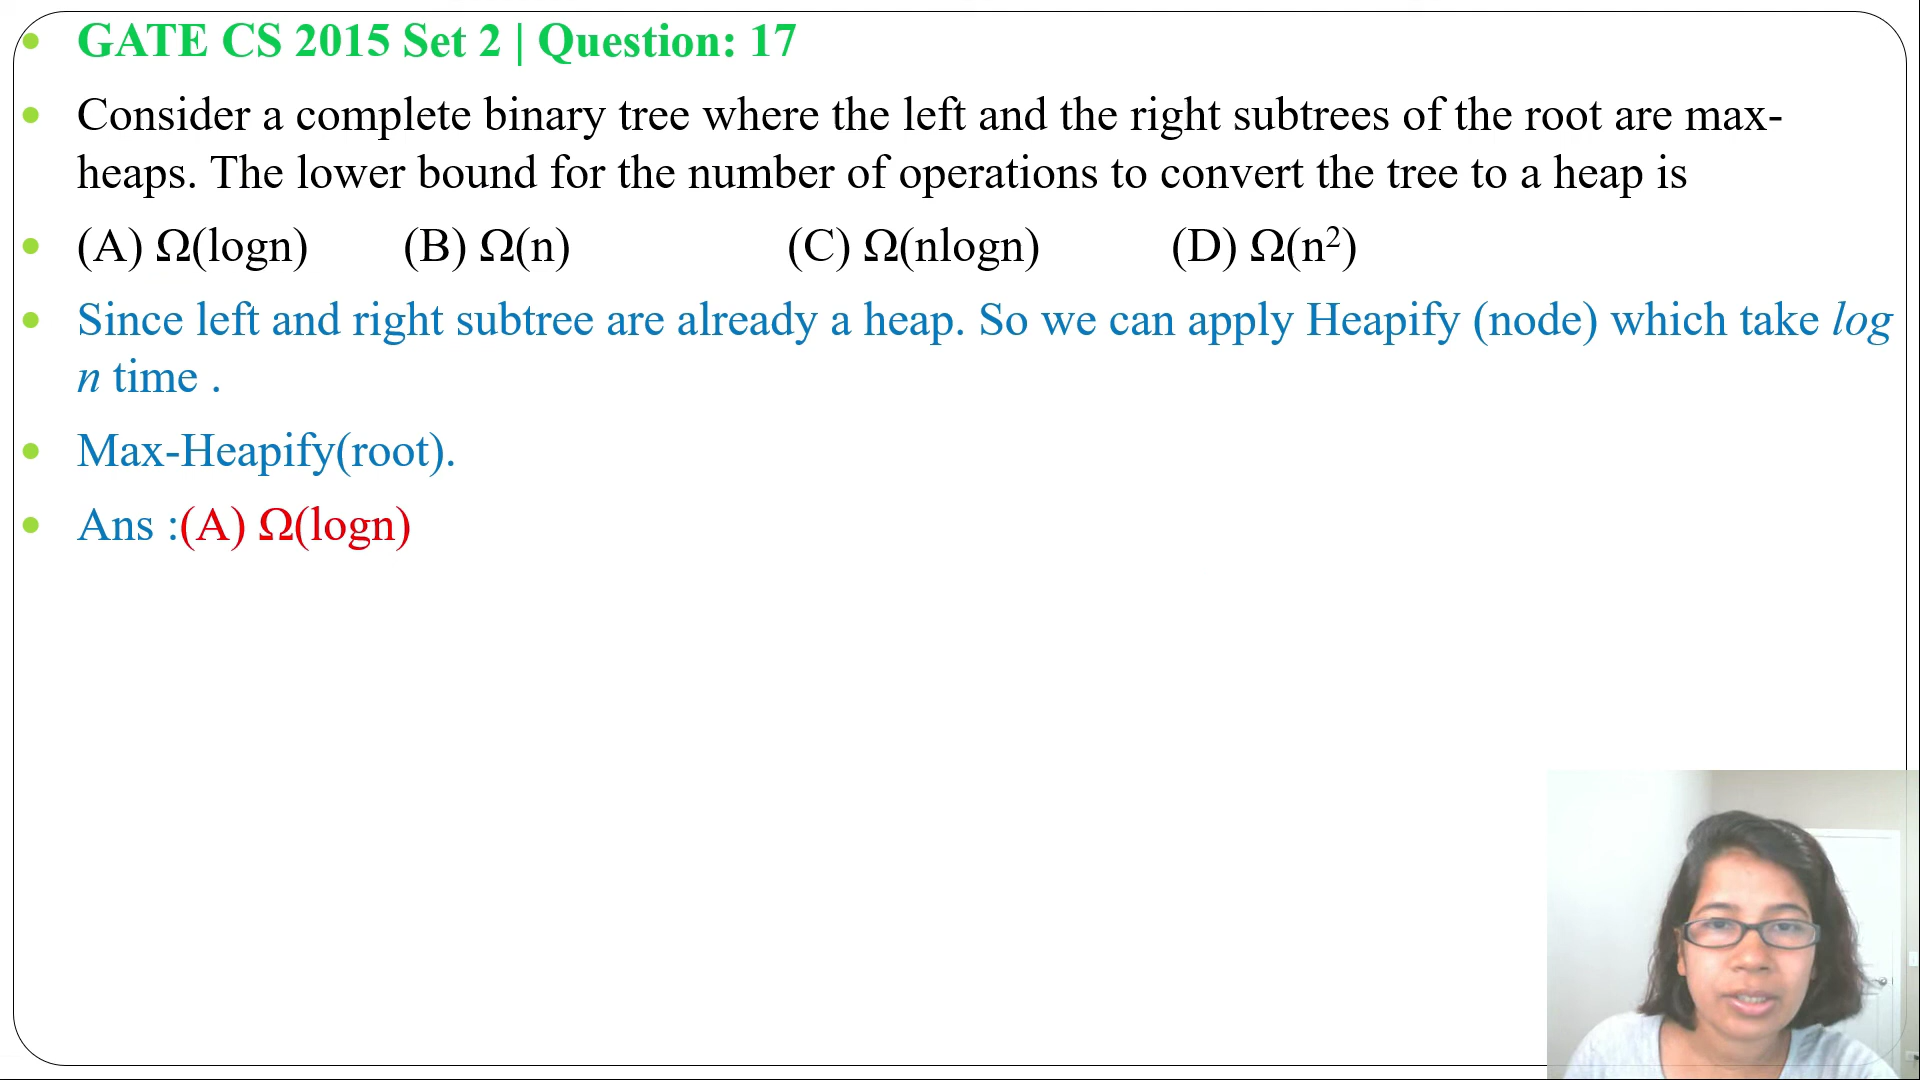 GATE CS 2015 Set 2 | Question: 17
Consider a complete binary tree where the left and the right subtrees of the root are max-
heaps. The lower bound for the number of operations to convert the tree to a heap is
(A) Ω(logn) (B) Ω(n) (C) Ω(nlogn) (D) Ω(n²)
Since left and right subtree are already a heap. So we can apply Heapify (node) which take log
n time .
Max-Heapify(root).
Ans :(A) Ω(logn)